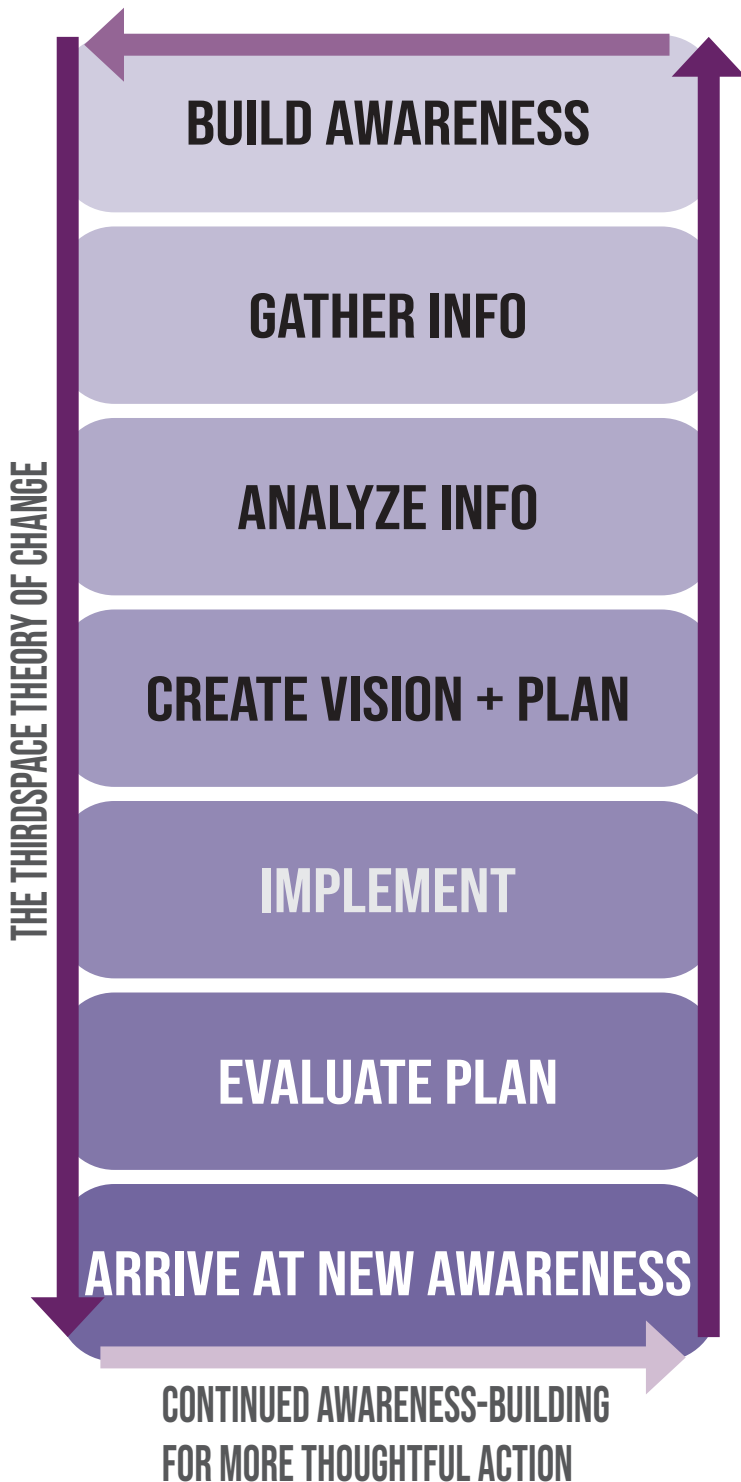 BUILD AWARENESS
GATHER INFO
ANALYZE INFO
CREATE VISION + PLAN
IMPLEMENT
EVALUATE PLAN
ARRIVE AT NEW AWARENESS
THE THIRDSPACE THEORY OF CHANGE
CONTINUED AWARENESS-BUILDING
FOR MORE THOUGHTFUL ACTION